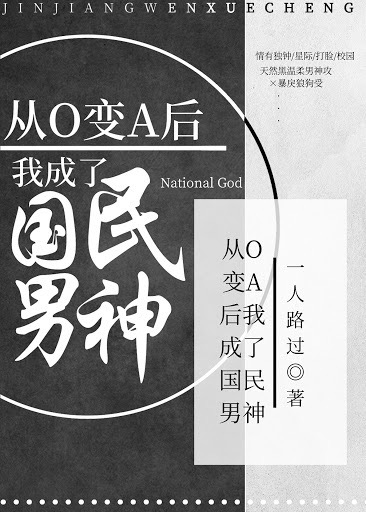 JINJIANGWENXUECHENG
情有独钟/星际/打脸/校园
天然黑温柔男神攻
×暴戾狼狗受
从O变A后
我成了
National God
国民
男神
从O
变A
后我
成了
国民
男神
一人路过◎著